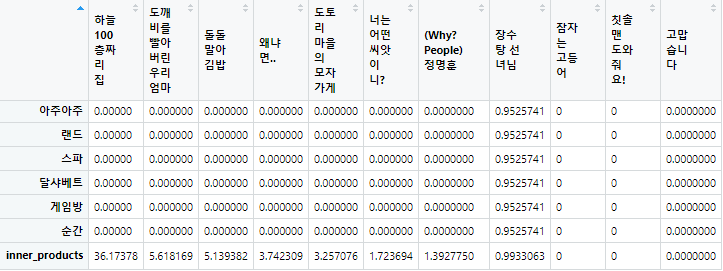 하늘 100 층짜리 집 도깨비를 빨아버린 우리 엄마 돌돌말아 김밥 왜냐면.. 도토리 마을의 모자 가게 너는 어떤 씨앗이니? (Why? People) 정명훈 장수탕 선녀님 잠자는 고등어 칫솔맨 도와줘요! 고맙습니다
아주아주 0.00000 0.000000 0.000000 0.000000 0.000000 0.000000 0.0000000 0.9525741 0 0 0.0000000
랜드 0.00000 0.000000 0.000000 0.000000 0.000000 0.000000 0.0000000 0.9525741 0 0 0.0000000
스파 0.00000 0.000000 0.000000 0.000000 0.000000 0.000000 0.0000000 0.9525741 0 0 0.0000000
달샤베트 0.00000 0.000000 0.000000 0.000000 0.000000 0.000000 0.0000000 0.9525741 0 0 0.0000000
게임방 0.00000 0.000000 0.000000 0.000000 0.000000 0.000000 0.0000000 0.9525741 0 0 0.0000000
순간 0.00000 0.000000 0.000000 0.000000 0.000000 0.000000 0.0000000 0.9525741 0 0 0.0000000
inner_products 36.17378 5.618169 5.139382 3.742309 3.257076 1.723694 1.3927750 0.9933063 0 0 0.0000000